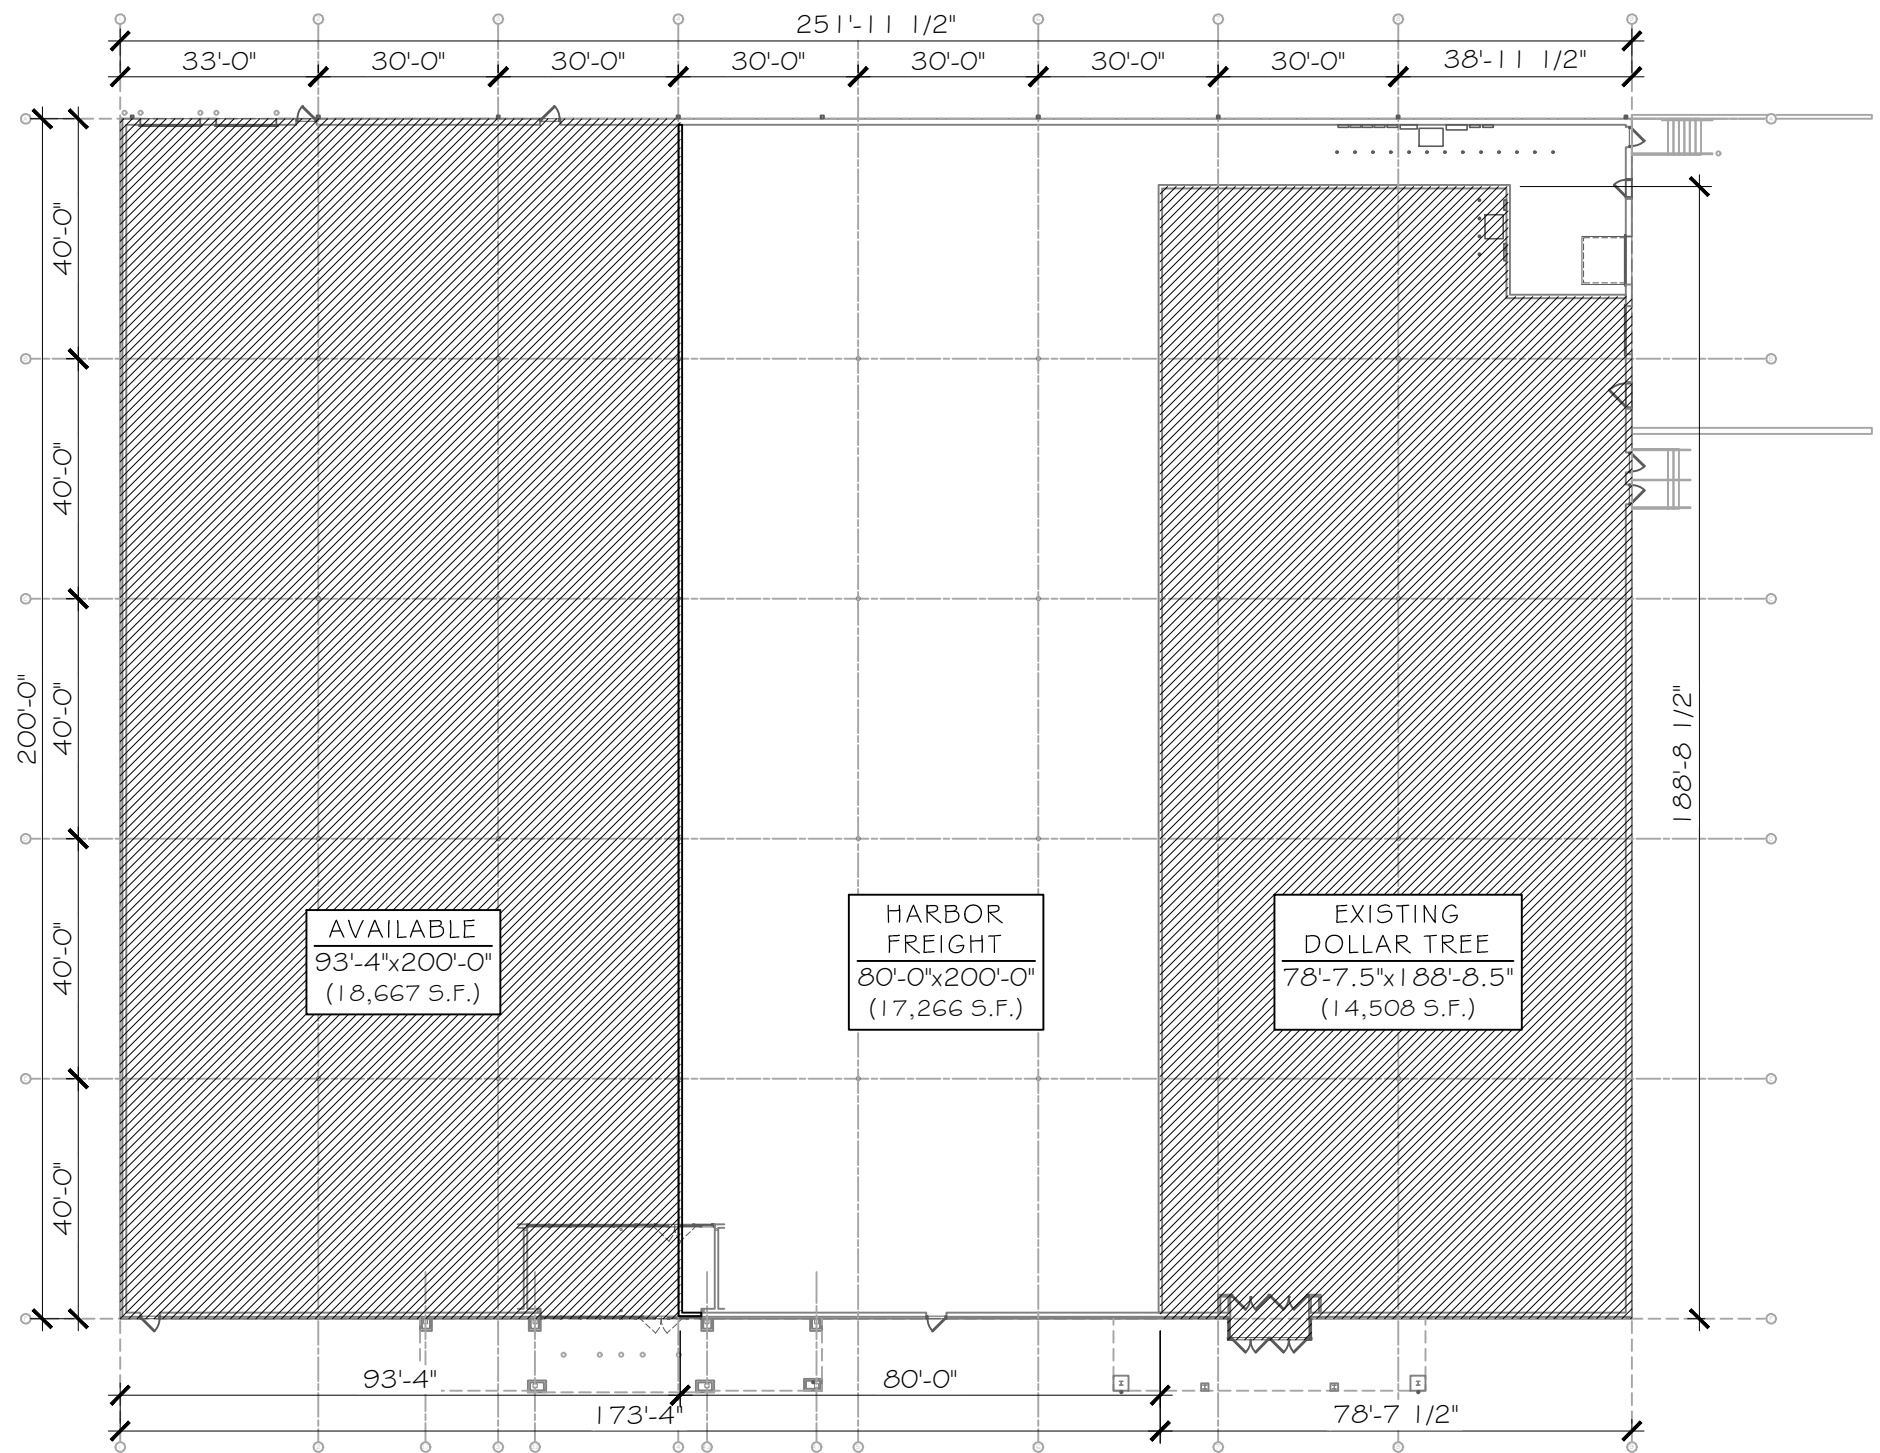 251'-11 1/2"
33'-0"
30'-0"
30'-0"
30'-0"
30'-0"
30'-0"
30'-0"
38'-11 1/2"
40'-0"
40'-0"
200'-0"
40'-0"
40'-0"
40'-0"
188'-8 1/2"
AVAILABLE
93'-4"x200'-0"
(18,667 S.F.)
HARBOR
FREIGHT
80'-0"x200'-0"
(17,266 S.F.)
EXISTING
DOLLAR TREE
78'-7.5"x188'-8.5"
(14,508 S.F.)
93'-4"
80'-0"
173'-4"
78'-7 1/2"